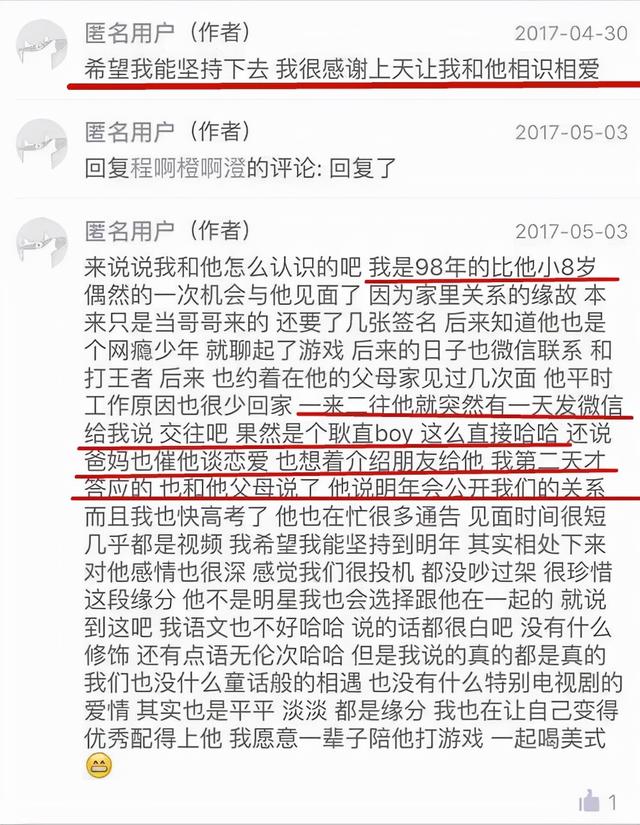 匿名用户（作者） 2017-04-30
希望我能坚持下去 我很感谢上天让我和他相识相爱
匿名用户（作者） 2017-05-03
回复程啊橙啊澄的评论: 回复了
匿名用户（作者） 2017-05-03
来说说我和他怎么认识的吧 我是98年的比他小8岁
偶然的一次机会与他见面了 因为家里关系的缘故 本
来只是当哥哥来的 还要了几张签名 后来知道他也是
个网瘾少年 就聊起了游戏 后来的日子也微信联系 和
打王者 后来 也约着在他的父母家见过几次面 他平时
工作原因也很少回家 一来二往他就突然有一天发微信
给我说 交往吧 果然是个耿直boy 这么直接哈哈 还说
爸妈也催他谈恋爱 也想着介绍朋友给他 我第二天才
答应的 也和他父母说了 他说明年会公开我们的关系
而且我也快高考了 他也在忙很多通告 见面时间很短
几乎都是视频 我希望我能坚持到明年 其实相处下来
对他感情也很深 感觉我们很投机 都没吵过架 很珍惜
这段缘分 他不是明星我也会选择跟他在一起的 就说
到这吧 我语文也不好哈哈 说的话都很白吧 没有什么
修饰 还有点语无伦次哈哈 但是我说的真的都是真的
我们也没什么童话般的相遇 也没有什么特别电视剧的
爱情 其实也是平平 淡淡 都是缘分 我也在让自己变得
优秀配得上他 我愿意一辈子陪他打游戏 一起喝美式
😁
1